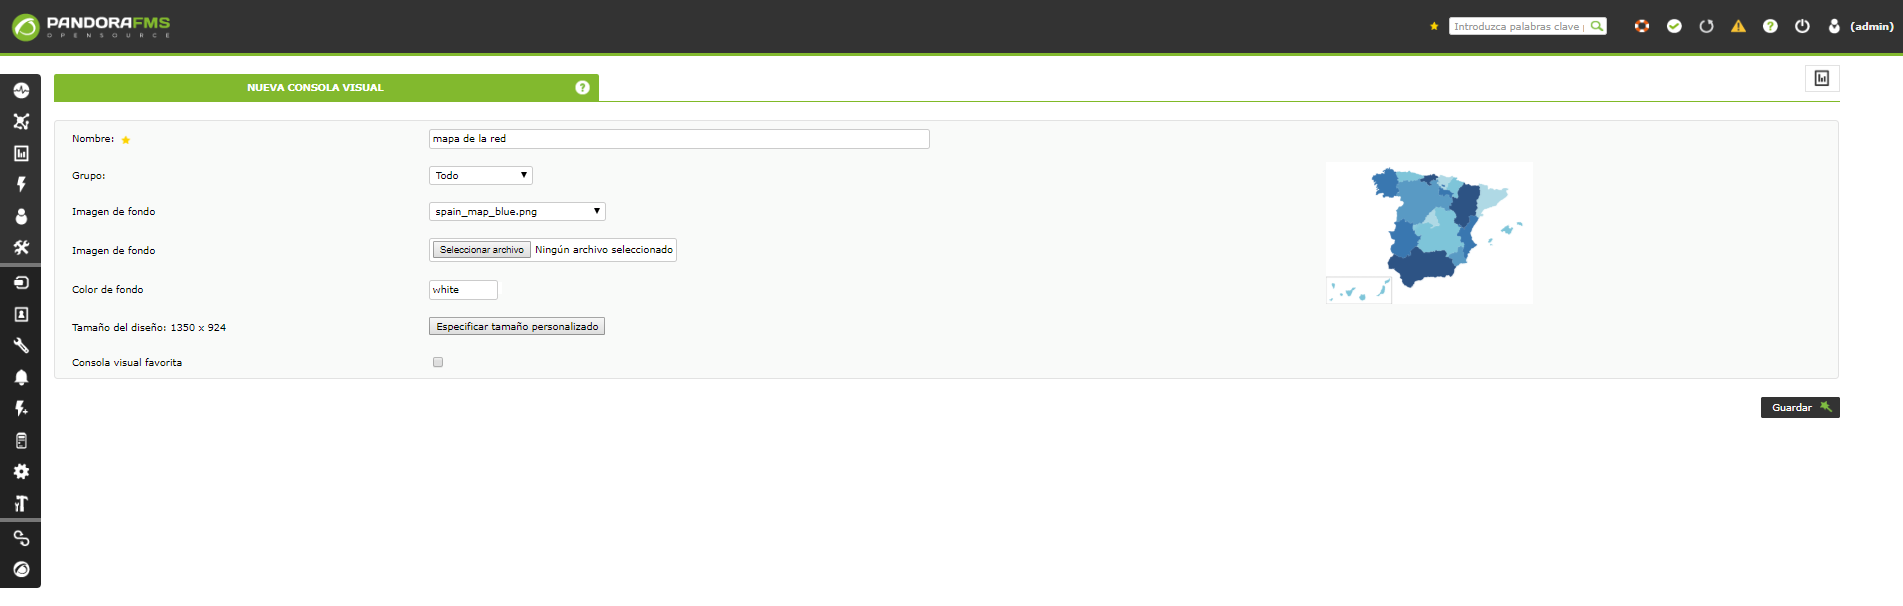 PANDORAFMS
OPENSOURCE
Introduzca palabras clave
(admin)
NUEVA CONSOLA VISUAL
Nombre:
mapa de la red
Grupo:
Todo
Imagen de fondo
spain_map_blue.png
Imagen de fondo
Seleccionar archivo Ningún archivo seleccionado
Color de fondo
white
Tamaño del diseño: 1350 x 924
Especificar tamaño personalizado
Consola visual favorita
Guardar